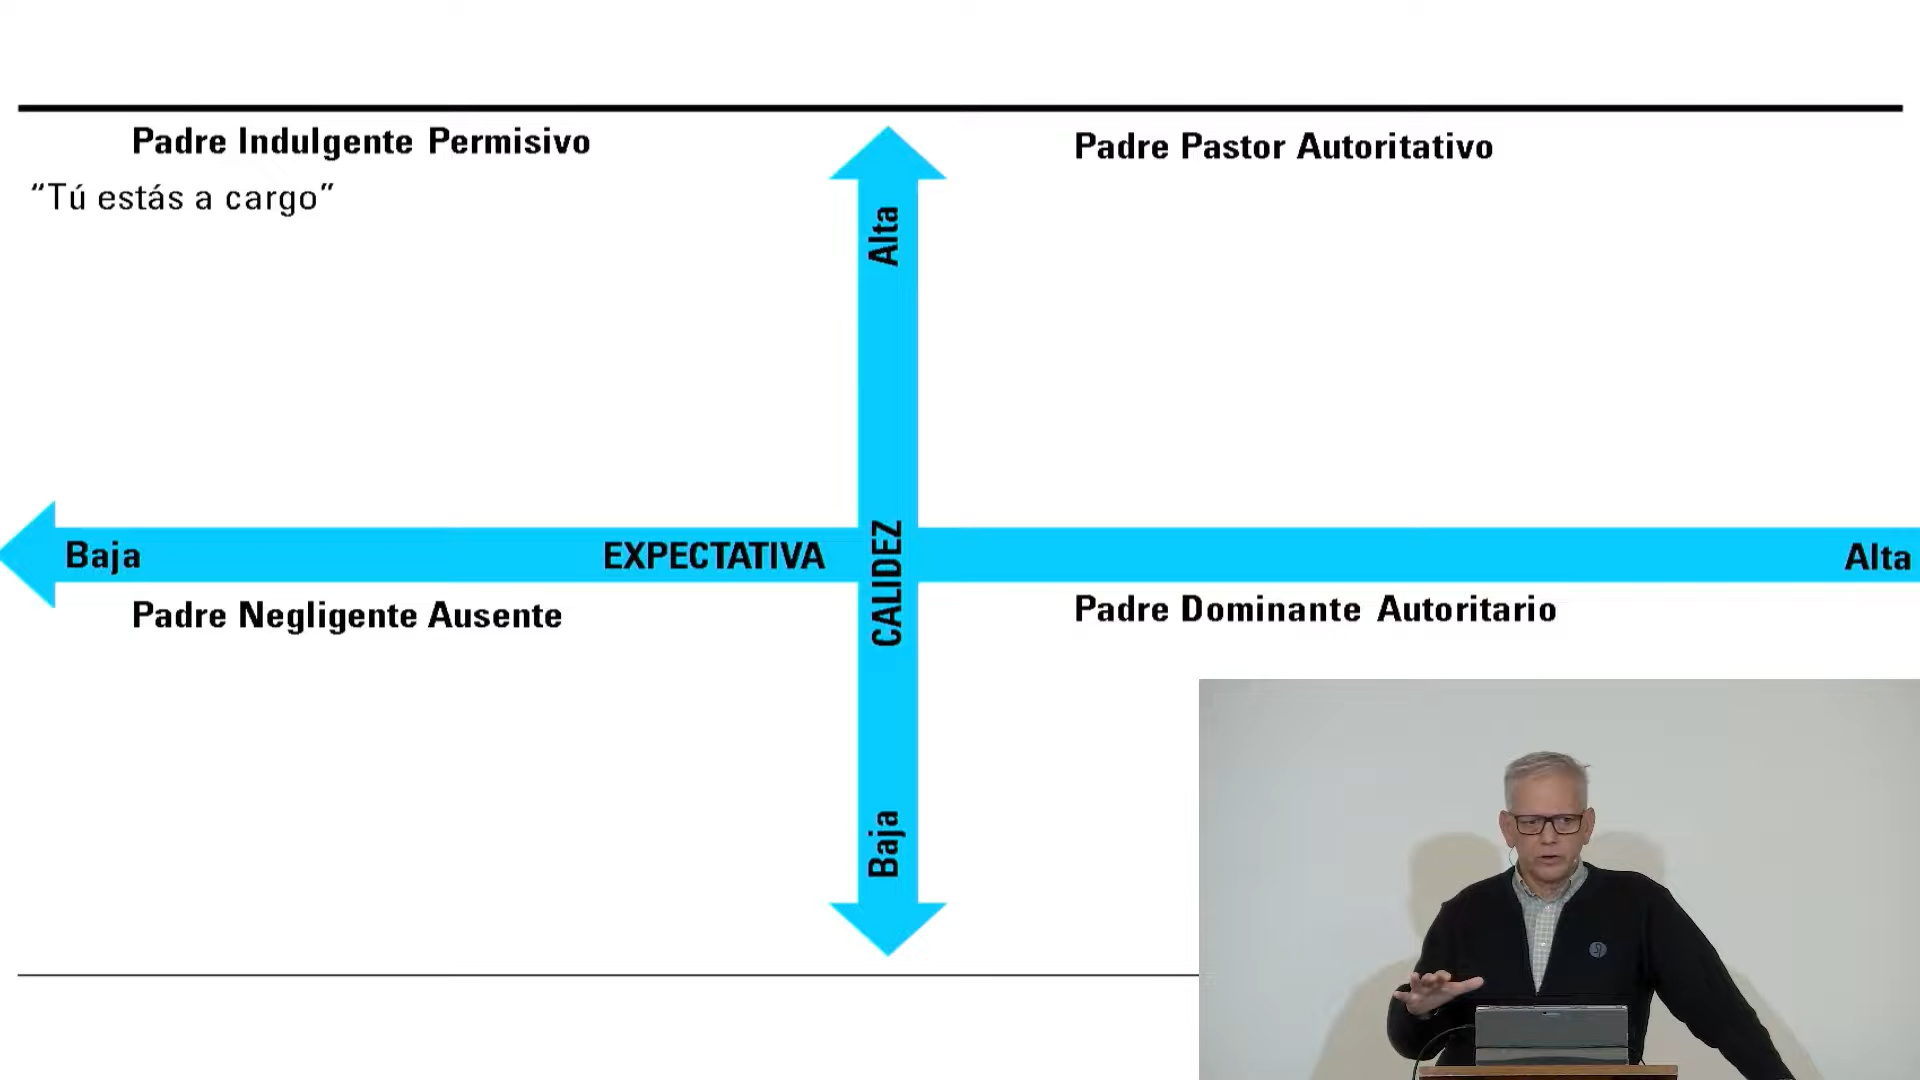 Padre Indulgente Permisivo
“Tú estás a cargo”
Padre Pastor Autoritativo
Alta
Baja
EXPECTATIVA
CALIDEZ
Alta
Padre Negligente Ausente
Padre Dominante Autoritario
Baja